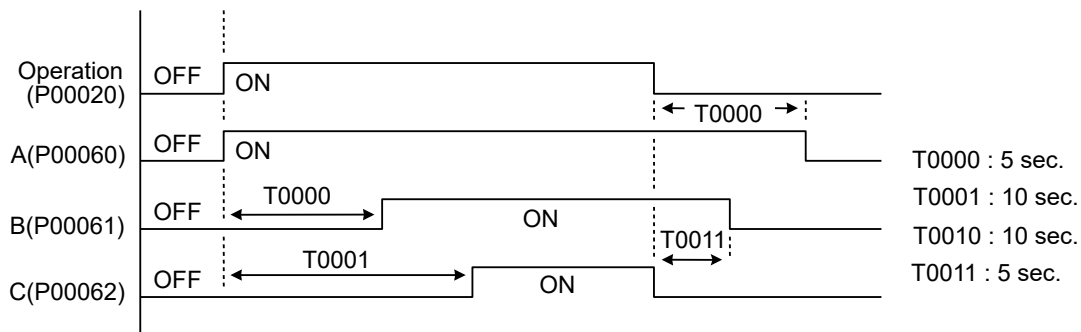 Operation
(P00020)
OFF
ON
T0000
A(P00060)
OFF
ON
T0000 : 5 sec.
T0000
T0001 : 10 sec.
B(P00061)
OFF
ON
T0011
T0010 : 10 sec.
T0001
T0011 : 5 sec.
C(P00062)
OFF
ON